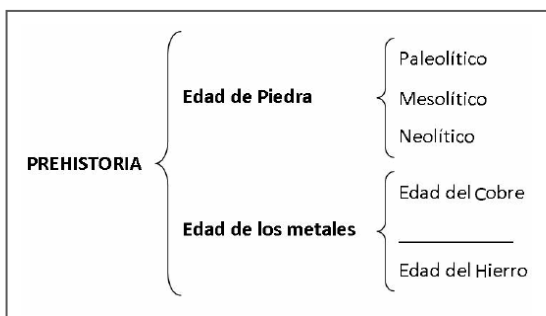 PREHISTORIA
Edad de Piedra
Paleolítico
Mesolítico
Neolítico
Edad de los metales
Edad del Cobre
Edad del Hierro